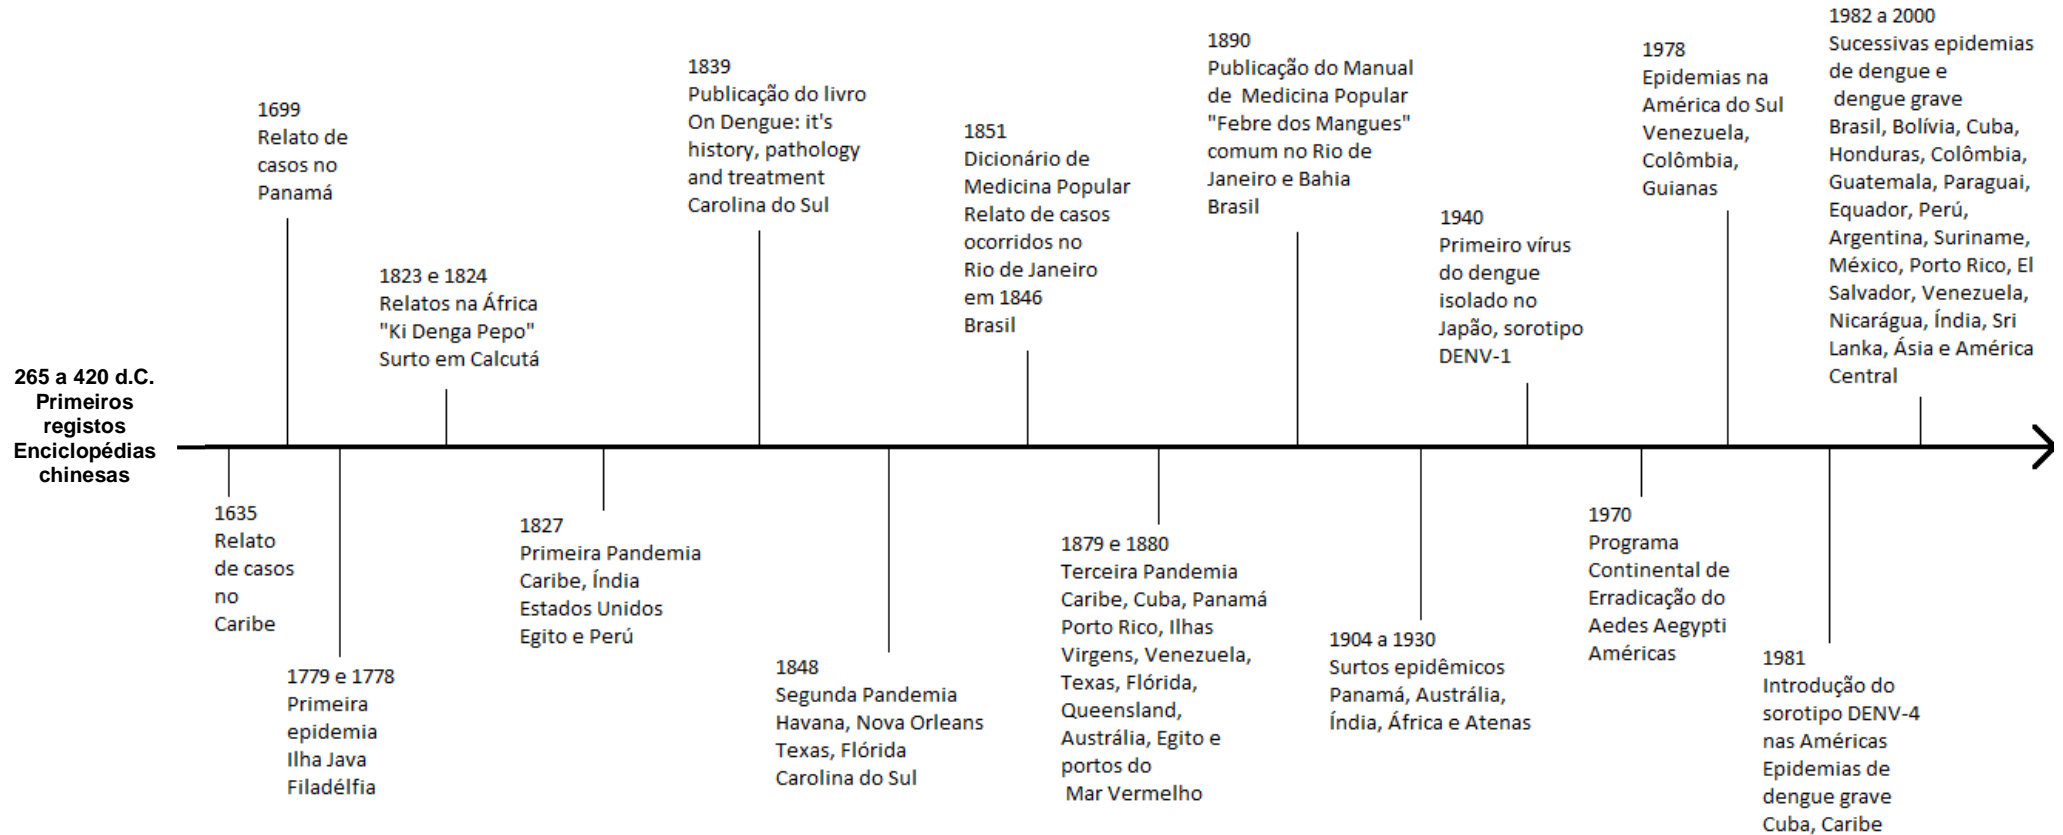 265 a 420 d.C.
Primeiros
registos
Enciclopédias
chinesas
1635
Relato
de casos
no
Caribe
1699
Relato de
casos no
Panamá
1779 e 1778
Primeira
epidemia
Ilha Java
Filadélfia
1823 e 1824
Relatos na África
"Ki Denga Pepo"
Surto em Calcutá
1827
Primeira Pandemia
Caribe, Índia
Estados Unidos
Egito e Perú
1839
Publicação do livro
On Dengue: it's
history, pathology
and treatment
Carolina do Sul
1848
Segunda Pandemia
Havana, Nova Orleans
Texas, Flórida
Carolina do Sul
1851
Dicionário de
Medicina Popular
Relato de casos
ocorridos no
Rio de Janeiro
em 1846
Brasil
1879 e 1880
Terceira Pandemia
Caribe, Cuba, Panamá
Porto Rico, Ilhas
Virgens, Venezuela,
Texas, Flórida,
Queensland,
Austrália, Egito e
portos do
Mar Vermelho
1890
Publicação do Manual
de Medicina Popular
"Febre dos Mangues"
comum no Rio de
Janeiro e Bahia
Brasil
1904 a 1930
Surtos epidêmicos
Panamá, Austrália,
Índia, África e Atenas
1940
Primeiro vírus
do dengue
isolado no
Japão, sorotipo
DENV-1
1970
Programa
Continental de
Erradicação do
Aedes Aegypti
Américas
1978
Epidemias na
América do Sul
Venezuela,
Colômbia,
Guianas
1981
Introdução do
sorotipo DENV-4
nas Américas
Epidemias de
dengue grave
Cuba, Caribe
1982 a 2000
Sucessivas epidemias
de dengue e
dengue grave
Brasil, Bolívia, Cuba,
Honduras, Colômbia,
Guatemala, Paraguai,
Equador, Perú,
Argentina, Suriname,
México, Porto Rico, El
Salvador, Venezuela,
Nicarágua, Índia, Sri
Lanka, Ásia e América
Central